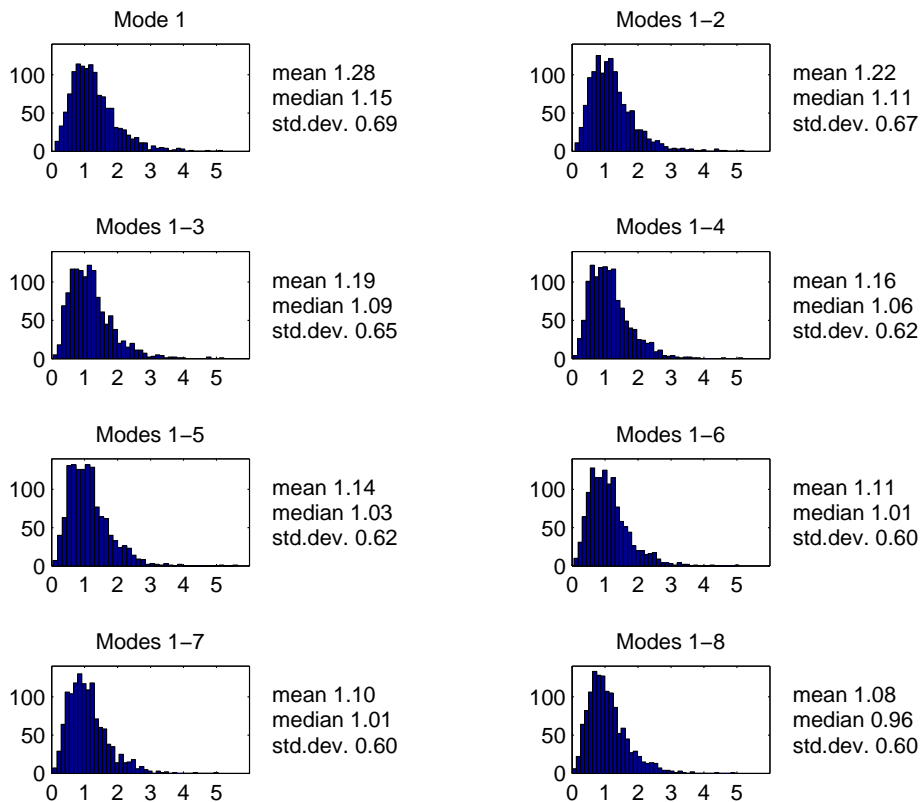 Mode 1
100
50
0
0 1 2 3 4 5
mean 1.28
median 1.15
std.dev. 0.69
Modes 1−2
100
50
0
0 1 2 3 4 5
mean 1.22
median 1.11
std.dev. 0.67
Modes 1−3
100
50
0
0 1 2 3 4 5
mean 1.19
median 1.09
std.dev. 0.65
Modes 1−4
100
50
0
0 1 2 3 4 5
mean 1.16
median 1.06
std.dev. 0.62
Modes 1−5
100
50
0
0 1 2 3 4 5
mean 1.14
median 1.03
std.dev. 0.62
Modes 1−6
100
50
0
0 1 2 3 4 5
mean 1.11
median 1.01
std.dev. 0.60
Modes 1−7
100
50
0
0 1 2 3 4 5
mean 1.10
median 1.01
std.dev. 0.60
Modes 1−8
100
50
0
0 1 2 3 4 5
mean 1.08
median 0.96
std.dev. 0.60